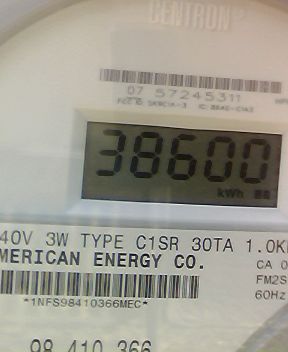 CENTRON®
07 57245311
38600
kWh
40V 3W TYPE C1SR 30TA 1.0K
MERICAN ENERGY CO.
CA 0
FM2S
60Hz
*1NFS98410366MEC*
98 410 366